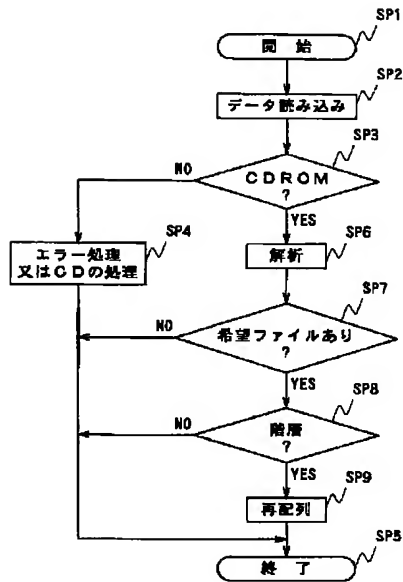 SP1
開始
SP2
データ読み込み
SP3
CDROM
?
NO
YES
SP4
エラー処理
又はCDの処理
SP6
解析
SP7
希望ファイルあり
?
NO
YES
SP8
階層
?
NO
YES
SP9
再配列
SP5
終了